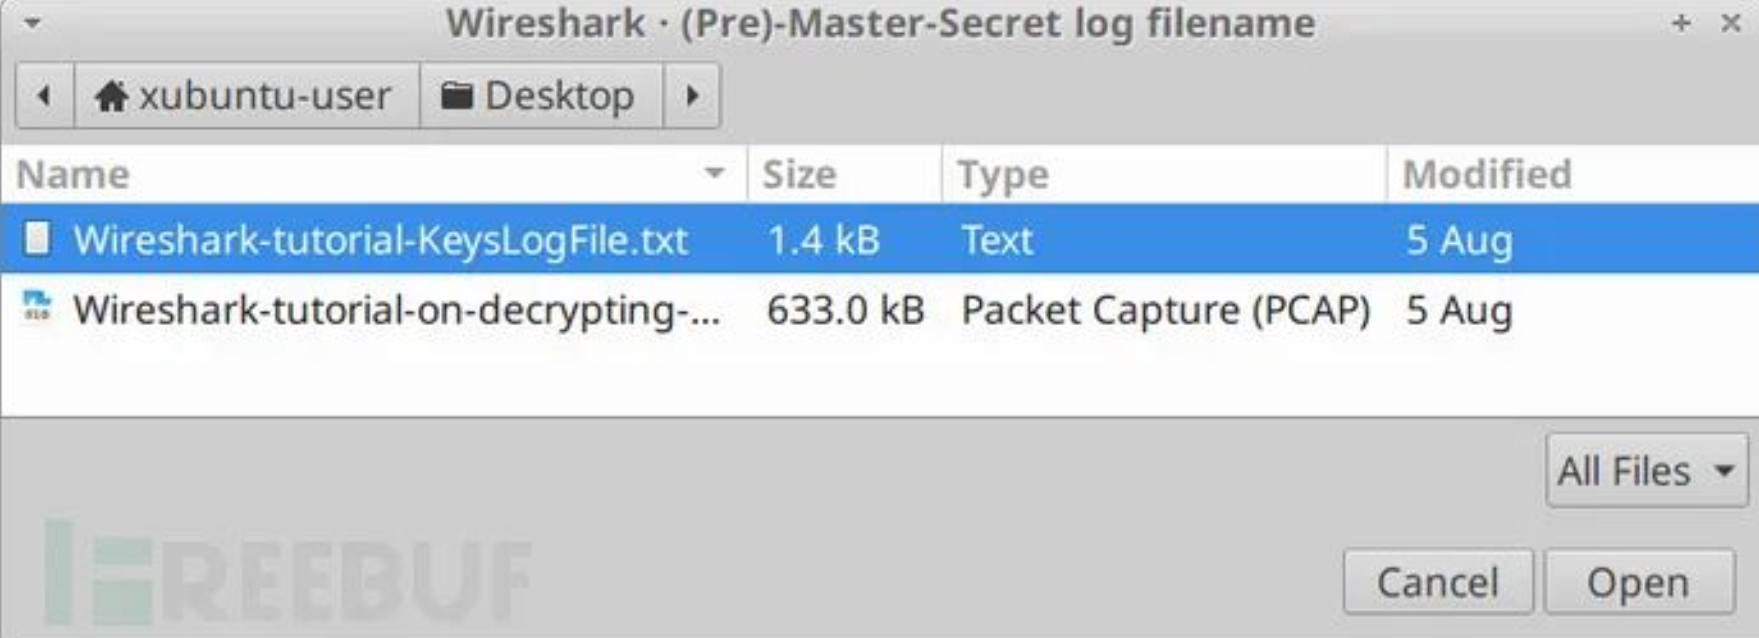 Wireshark · (Pre)-Master-Secret log filename
xubuntu-user Desktop
Name Size Type Modified
Wireshark-tutorial-KeysLogFile.txt 1.4 kB Text 5 Aug
Wireshark-tutorial-on-decrypting-... 633.0 kB Packet Capture (PCAP) 5 Aug
All Files
Cancel Open
FREEBUF